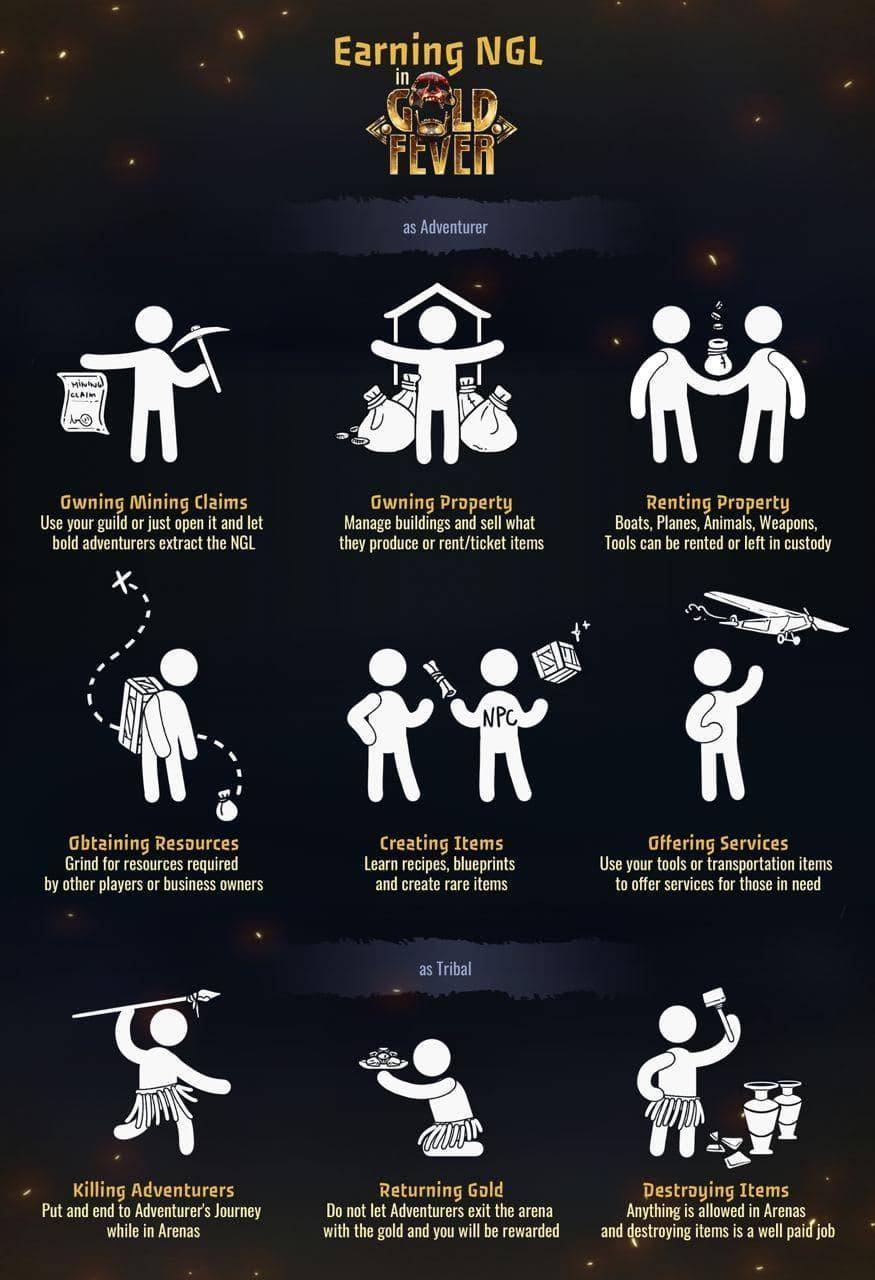 Earning NGL
in
GOLD
FEVER
as Adventurer
MINING
CLAIM
Owning Mining Claims
Use your guild or just open it and let
bold adventurers extract the NGL
Owning Property
Manage buildings and sell what
they produce or rent/ticket items
Renting Property
Boats, Planes, Animals, Weapons,
Tools can be rented or left in custody
NPC
Obtaining Resources
Grind for resources required
by other players or business owners
Creating Items
Learn recipes, blueprints
and create rare items
Offering Services
Use your tools or transportation items
to offer services for those in need
as Tribal
Killing Adventurers
Put and end to Adventurer's Journey
while in Arenas
Returning Gold
Do not let Adventurers exit the arena
with the gold and you will be rewarded
Destroying Items
Anything is allowed in Arenas
and destroying items is a well paid job